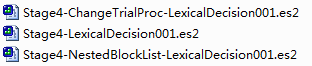 Stage4-ChangeTrialProc-LexicalDecision001.es2
Stage4-LexicalDecision001.es2
Stage4-NestedBlockList-LexicalDecision001.es2